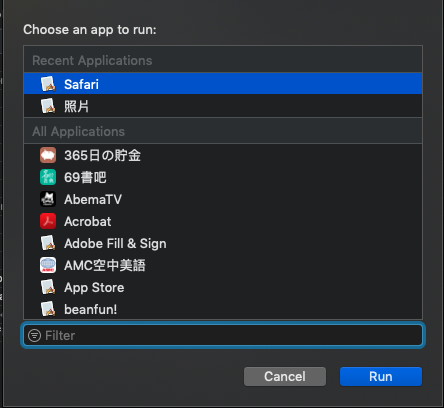 Choose an app to run:
Recent Applications
Safari
照片
All Applications
365日の貯金
69書吧
AbemaTV
Acrobat
Adobe Fill & Sign
AMC空中美語
App Store
beanfun!
Filter
Cancel
Run